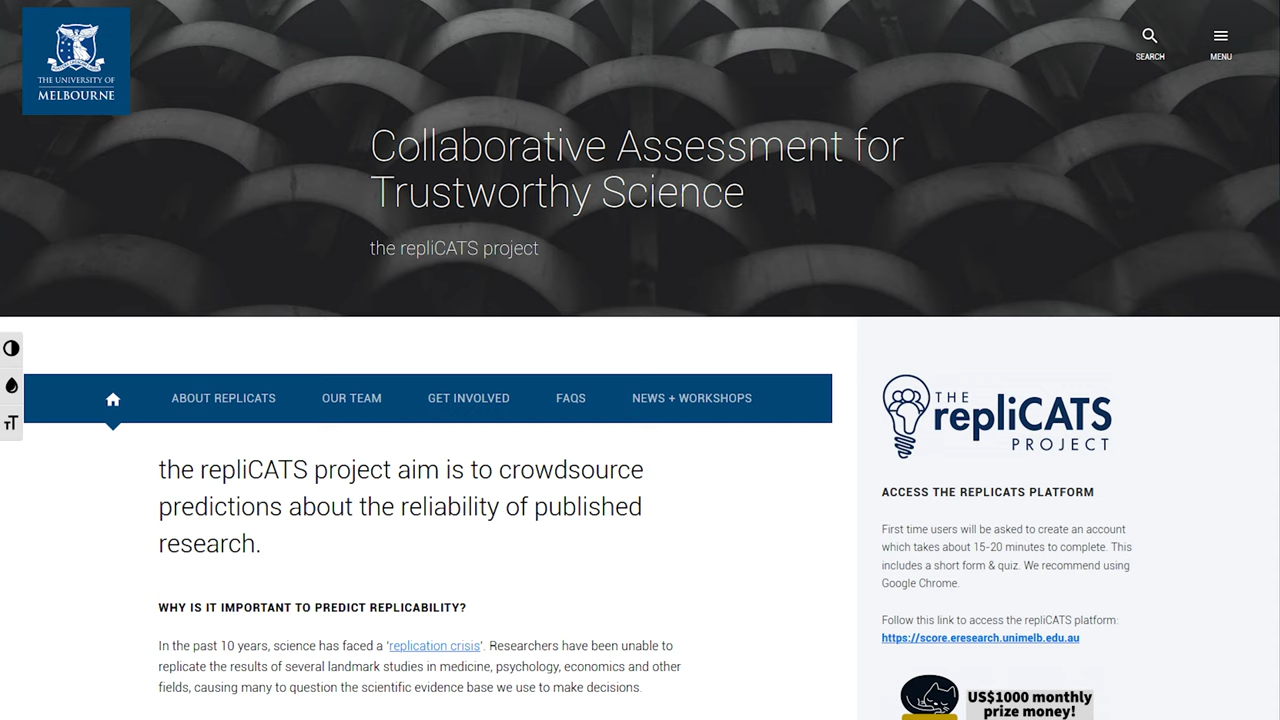 THE UNIVERSITY OF
MELBOURNE
SEARCH
MENU
Collaborative Assessment for
Trustworthy Science
the repliCATS project
ABOUT REPLICATS
OUR TEAM
GET INVOLVED
FAQS
NEWS + WORKSHOPS
the repliCATS project aim is to crowdsource
predictions about the reliability of published
research.
WHY IS IT IMPORTANT TO PREDICT REPLICABILITY?
In the past 10 years, science has faced a ‘replication crisis’. Researchers have been unable to
replicate the results of several landmark studies in medicine, psychology, economics and other
fields, causing many to question the scientific evidence base we use to make decisions.
THE
repliCATS
PROJECT
ACCESS THE REPLICATS PLATFORM
First time users will be asked to create an account
which takes about 15-20 minutes to complete. This
includes a short form & quiz. We recommend using
Google Chrome.
Follow this link to access the repliCATS platform:
https://score.eresearch.unimelb.edu.au
US$1000 monthly
prize money!